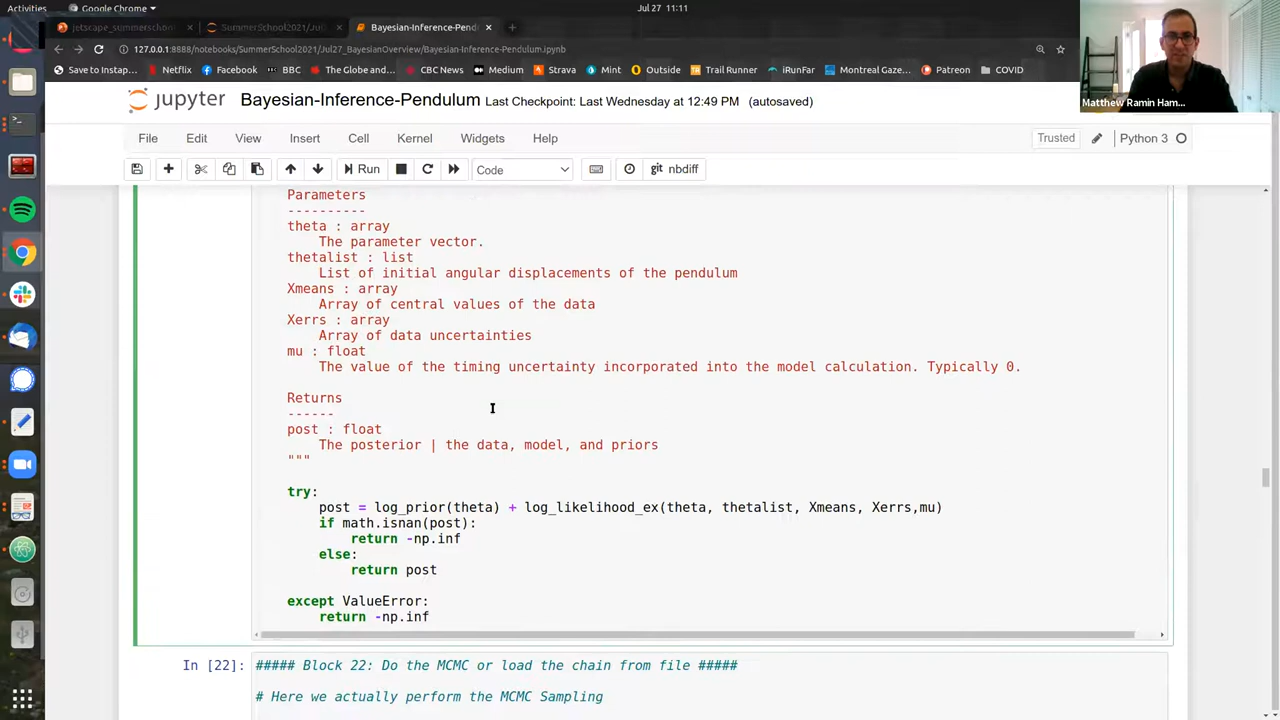 Activities
Google Chrome
Jul 27 11:11
jetscape_summerschool
SummerSchool2021/Jul
Bayesian-Inference-Pendul
127.0.0.1:8888/notebooks/SummerSchool2021/Jul27_BayesianOverview/Bayesian-Inference-Pendulum.ipynb
Save to Instap... Netflix Facebook BBC The Globe and... CBC News Medium Strava Mint Outside Trail Runner iRunFar Montreal Gaze... Patreon COVID
Matthew Ramin Ham...
jupyter Bayesian-Inference-Pendulum Last Checkpoint: Last Wednesday at 12:49 PM (autosaved)
File Edit View Insert Cell Kernel Widgets Help
Trusted Python 3
Run Code nbdiff
Parameters
----------
theta : array
The parameter vector.
thetalist : list
List of initial angular displacements of the pendulum
Xmeans : array
Array of central values of the data
Xerrs : array
Array of data uncertainties
mu : float
The value of the timing uncertainty incorporated into the model calculation. Typically 0.
Returns
------
post : float
The posterior | the data, model, and priors
"""
try:
post = log_prior(theta) + log_likelihood_ex(theta, thetalist, Xmeans, Xerrs,mu)
if math.isnan(post):
return -np.inf
else:
return post
except ValueError:
return -np.inf
In [22]: ##### Block 22: Do the MCMC or load the chain from file #####
# Here we actually perform the MCMC Sampling